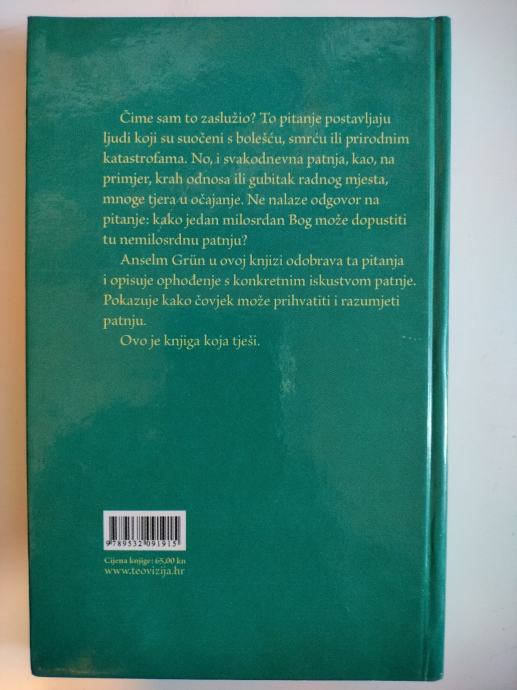 Čime sam to zaslužio? To pitanje postavljaju
ljudi koji su suočeni s bolešću, smrću ili prirodnim
katastrofama. No, i svakodnevna patnja, kao, na
primjer, krah odnosa ili gubitak radnog mjesta,
mnoge tjera u očajanje. Ne nalaze odgovor na
pitanje: kako jedan milosrdan Bog može dopustiti
tu nemilosrdnu patnju?
Anselm Grün u ovoj knjizi odobrava ta pitanja
i opisuje ophođenje s konkretnim iskustvom patnje.
Pokazuje kako čovjek može prihvatiti i razumjeti
patnju.
Ovo je knjiga koja tješi.
9 789532 091915
Cijena knjige: 65,00 kn
www.teovizija.hr